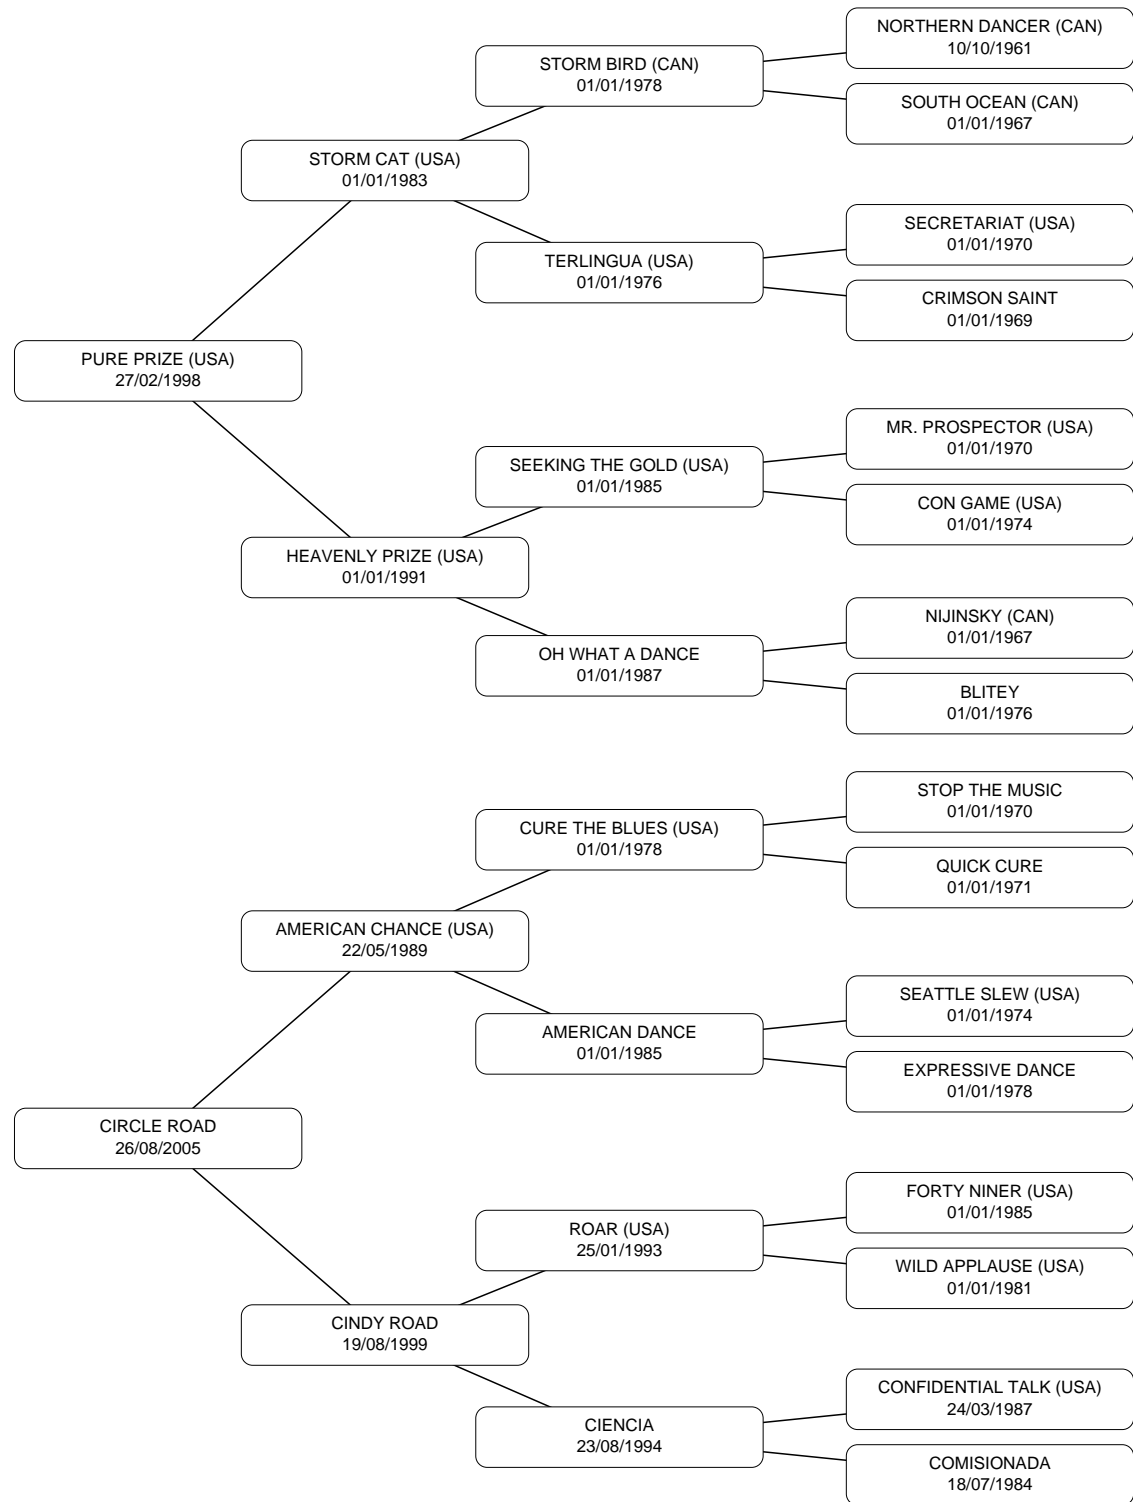 NORTHERN DANCER (CAN)
10/10/1961
STORM BIRD (CAN)
01/01/1978
SOUTH OCEAN (CAN)
01/01/1967
STORM CAT (USA)
01/01/1983
SECRETARIAT (USA)
01/01/1970
TERLINGUA (USA)
01/01/1976
CRIMSON SAINT
01/01/1969
PURE PRIZE (USA)
27/02/1998
MR. PROSPECTOR (USA)
01/01/1970
SEEKING THE GOLD (USA)
01/01/1985
CON GAME (USA)
01/01/1974
HEAVENLY PRIZE (USA)
01/01/1991
NIJINSKY (CAN)
01/01/1967
OH WHAT A DANCE
01/01/1987
BLITEY
01/01/1976
STOP THE MUSIC
01/01/1970
CURE THE BLUES (USA)
01/01/1978
QUICK CURE
01/01/1971
AMERICAN CHANCE (USA)
22/05/1989
SEATTLE SLEW (USA)
01/01/1974
AMERICAN DANCE
01/01/1985
EXPRESSIVE DANCE
01/01/1978
CIRCLE ROAD
26/08/2005
FORTY NINER (USA)
01/01/1985
ROAR (USA)
25/01/1993
WILD APPLAUSE (USA)
01/01/1981
CINDY ROAD
19/08/1999
CONFIDENTIAL TALK (USA)
24/03/1987
CIENCIA
23/08/1994
COMISIONADA
18/07/1984